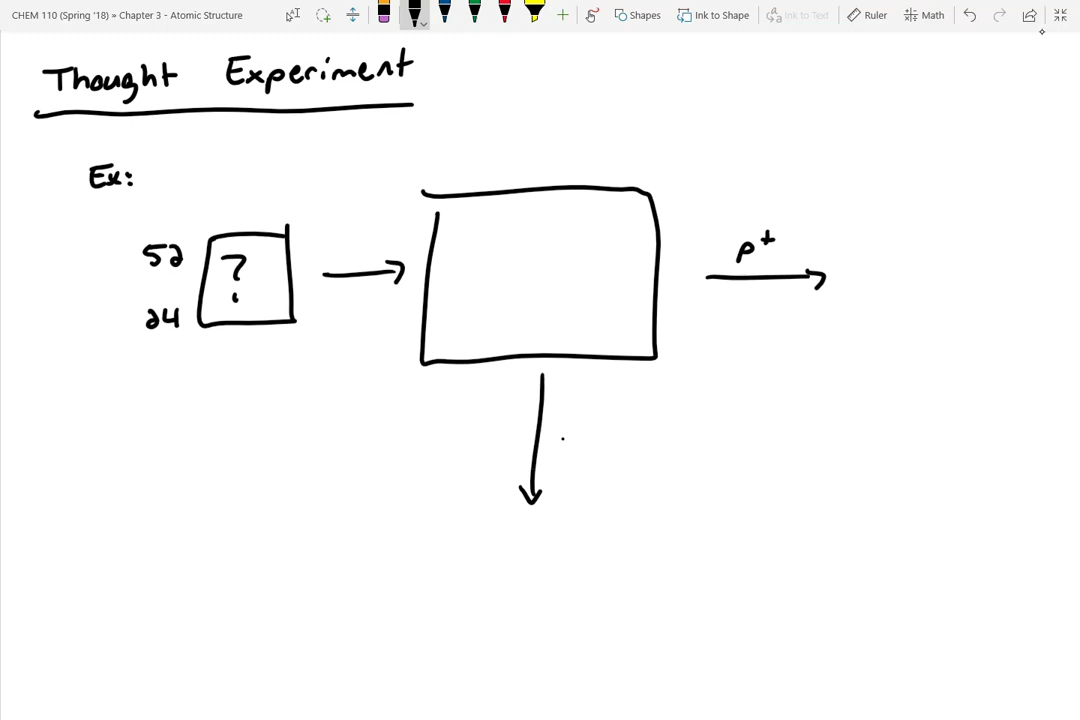 CHEM 110 (Spring '18) » Chapter 3 - Atomic Structure
Shapes
Ink to Shape
Ink to Text
Ruler
Math
Thought Experiment
Ex:
52
24
?
p+